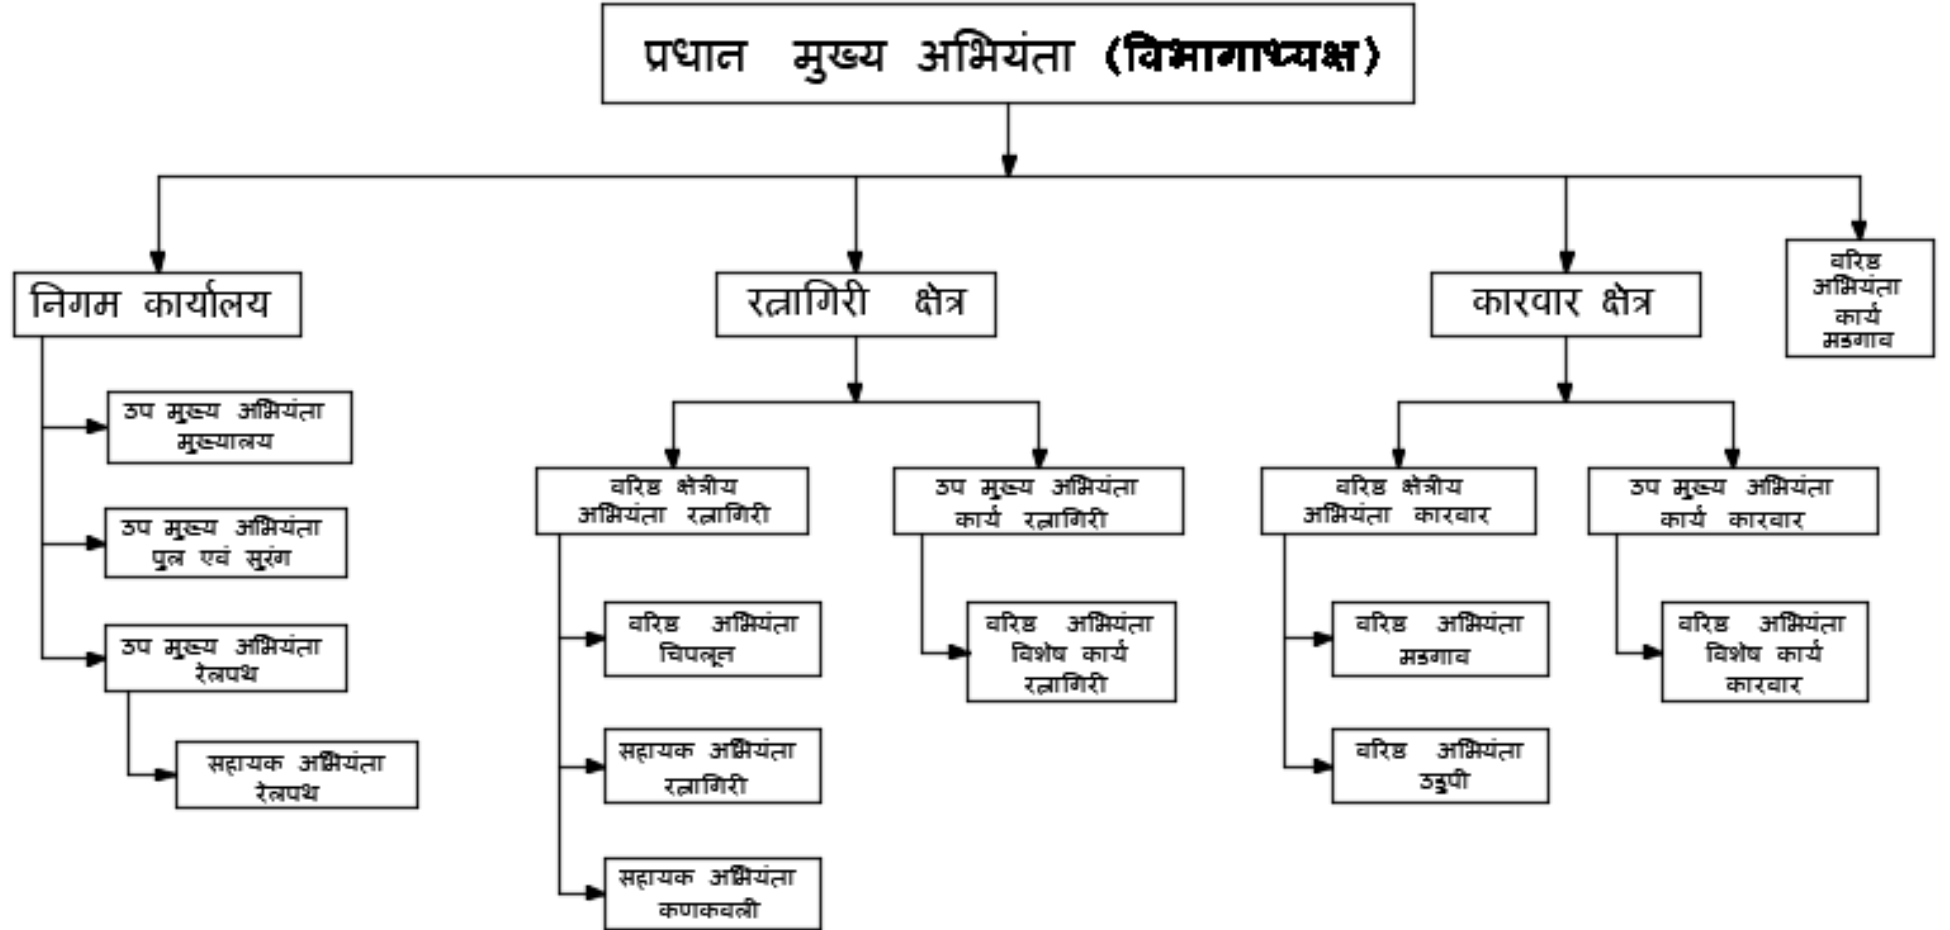 प्रधान मुख्य अभियंता (विभागाध्यक्ष)
निगम कार्यालय
उप मुख्य अभियंता
मुख्यालय
उप मुख्य अभियंता
पुल एवं सुरंग
उप मुख्य अभियंता
रेलपथ
सहायक अभियंता
रेलपथ
रत्नागिरी क्षेत्र
वरिष्ठ क्षेत्रीय
अभियंता रत्नागिरी
वरिष्ठ अभियंता
चिपलून
सहायक अभियंता
रत्नागिरी
सहायक अभियंता
कणकवली
उप मुख्य अभियंता
कार्य रत्नागिरी
वरिष्ठ अभियंता
विशेष कार्य
रत्नागिरी
कारवार क्षेत्र
वरिष्ठ क्षेत्रीय
अभियंता कारवार
वरिष्ठ अभियंता
मडगाव
वरिष्ठ अभियंता
उडुपी
उप मुख्य अभियंता
कार्य कारवार
वरिष्ठ अभियंता
विशेष कार्य
कारवार
वरिष्ठ
अभियंता
कार्य
मडगाव